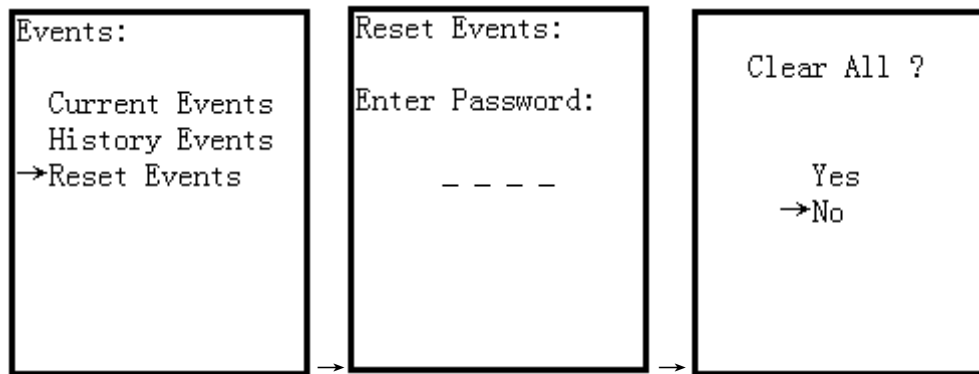 Events:
Current Events
History Events
→Reset Events
→
Reset Events:
Enter Password:
_ _ _ _
→
Clear All ?
Yes
→No